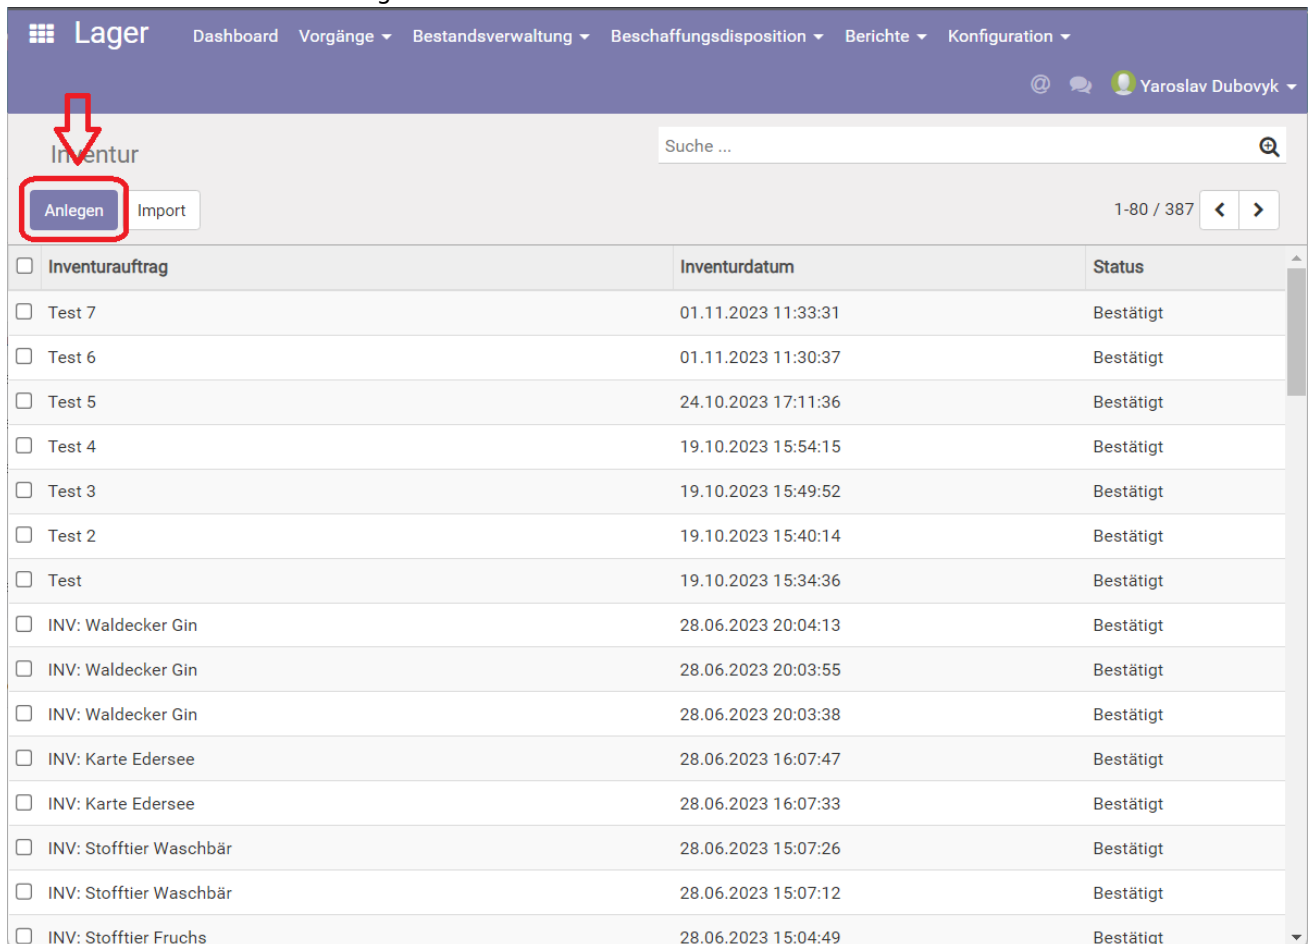 Lager Dashboard Vorgänge Bestandsverwaltung Beschaffungsdisposition Berichte Konfiguration
@ Yaroslav Dubovyk
Inventur Suche ...
Anlegen Import 1-80 / 387
Inventurauftrag Inventurdatum Status
Test 7 01.11.2023 11:33:31 Bestätigt
Test 6 01.11.2023 11:30:37 Bestätigt
Test 5 24.10.2023 17:11:36 Bestätigt
Test 4 19.10.2023 15:54:15 Bestätigt
Test 3 19.10.2023 15:49:52 Bestätigt
Test 2 19.10.2023 15:40:14 Bestätigt
Test 19.10.2023 15:34:36 Bestätigt
INV: Waldecker Gin 28.06.2023 20:04:13 Bestätigt
INV: Waldecker Gin 28.06.2023 20:03:55 Bestätigt
INV: Waldecker Gin 28.06.2023 20:03:38 Bestätigt
INV: Karte Edersee 28.06.2023 16:07:47 Bestätigt
INV: Karte Edersee 28.06.2023 16:07:33 Bestätigt
INV: Stofftier Waschbär 28.06.2023 15:07:26 Bestätigt
INV: Stofftier Waschbär 28.06.2023 15:07:12 Bestätigt
INV: Stofftier Fruchs 28.06.2023 15:04:49 Bestätigt